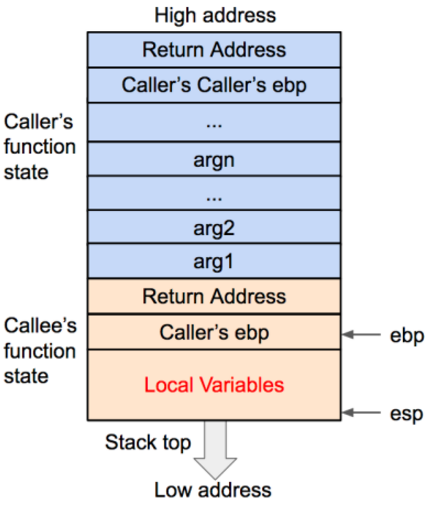 High address
Return Address
Caller's Caller's ebp
...
Caller's
function
state
argn
...
arg2
arg1
Return Address
Callee's
function
state
Caller's ebp
ebp
Local Variables
esp
Stack top
Low address